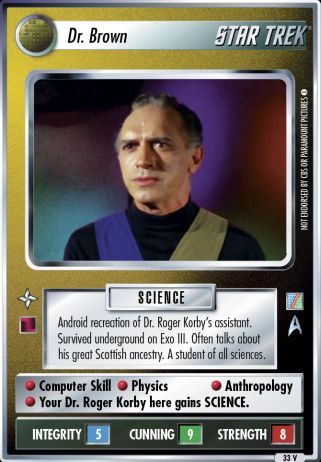 Dr. Brown
STAR TREK
NOT ENDORSED BY CBS OR PARAMOUNT PICTURES
SCIENCE
Android recreation of Dr. Roger Korby's assistant.
Survived underground on Exo III. Often talks about
his great Scottish ancestry. A student of all sciences.
Computer Skill Physics Anthropology
Your Dr. Roger Korby here gains SCIENCE.
INTEGRITY 5 CUNNING 9 STRENGTH 8
33 V